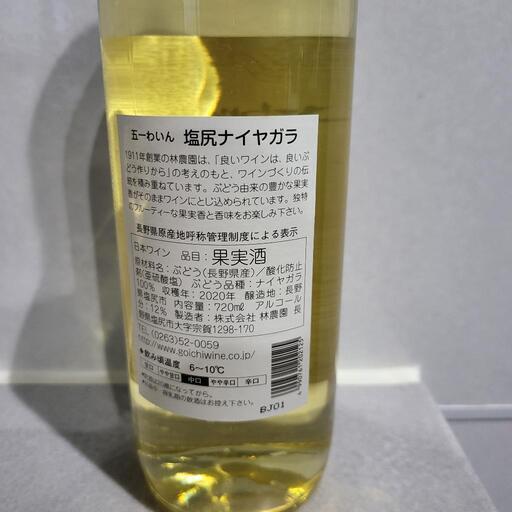 五一わいん 塩尻ナイヤガラ
1911年創業の林農園は、「良いワインは、良いぶ
どう作りから」の考えのもと、ワインづくりの伝
統を積み重ねています。ぶどう由来の豊かな果実
香がそのままワインにとじ込められています。独特
のフルーティーな果実香と香味をお楽しみ下さい。
長野県原産地呼称管理制度による表示
日本ワイン 品目:果実酒
原材料名:ぶどう(長野県産)/酸化防止
剤(亜硫酸塩) ぶどう品種:ナイヤガラ
100% 収穫年:2020年 醸造地:長野
県塩尻市 内容量:720㎖ アルコール
分:12% 製造者:株式会社 林農園 長
野県塩尻市大字宗賀1298-170
TEL:(0263)52-0059
http://www.goichiwine.co.jp/
◆飲み頃温度 6〜10℃
甘口 やや甘口 中口 やや辛口 辛口
4 990761 202125
BJ01